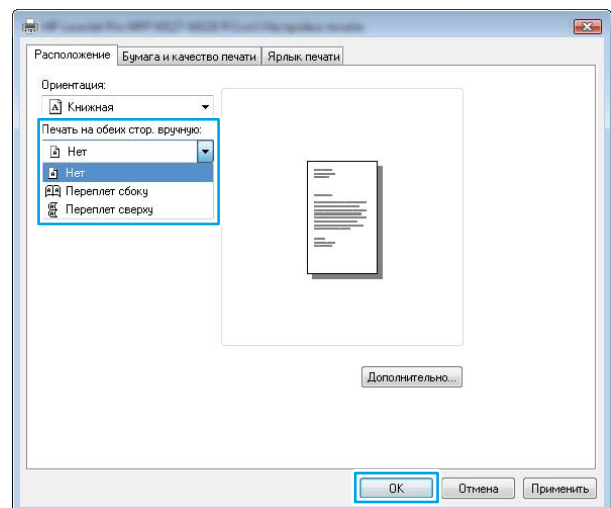 Расположение Бумага и качество печати Ярлык печати
Ориентация:
Книжная
Печать на обеих стор. вручную:
Нет
Нет
Переплет сбоку
Переплет сверху
Дополнительно...
OK Отмена Применить